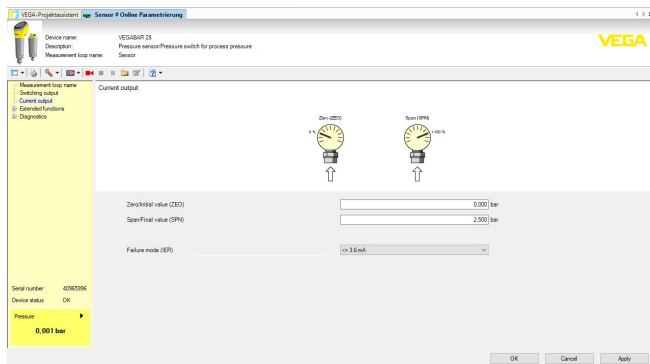 VEGA-Projektassistent
Sensor # Online Parametrierung
Device name: VEGABAR 28
Description: Pressure sensor/Pressure switch for process pressure
Measurement loop name: Sensor
VEGA
Measurement loop name
Switching output
Current output
Extended functions
Diagnostics
Current output
Zero (ZEO)
Span (SPN)
0 %
+100 %
Zero/Initial value (ZEO) 0.000 bar
Span/Final value (SPN) 2.500 bar
Failure mode (IER) <= 3.6 mA
Serial number 40965996
Device status OK
Pressure
0,001 bar
OK Cancel Apply